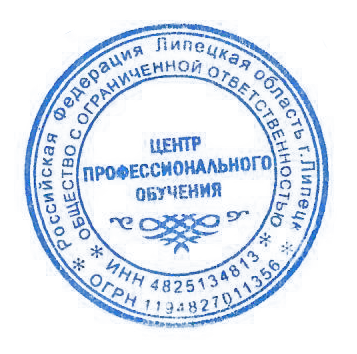 Российская Федерация Липецкая область г.Липецк
* ОГРН 1194827011356 *
ОБЩЕСТВО С ОГРАНИЧЕННОЙ ОТВЕТСТВЕННОСТЬЮ
* ИНН 4825134813 *
ЦЕНТР
ПРОФЕССИОНАЛЬНОГО
ОБУЧЕНИЯ